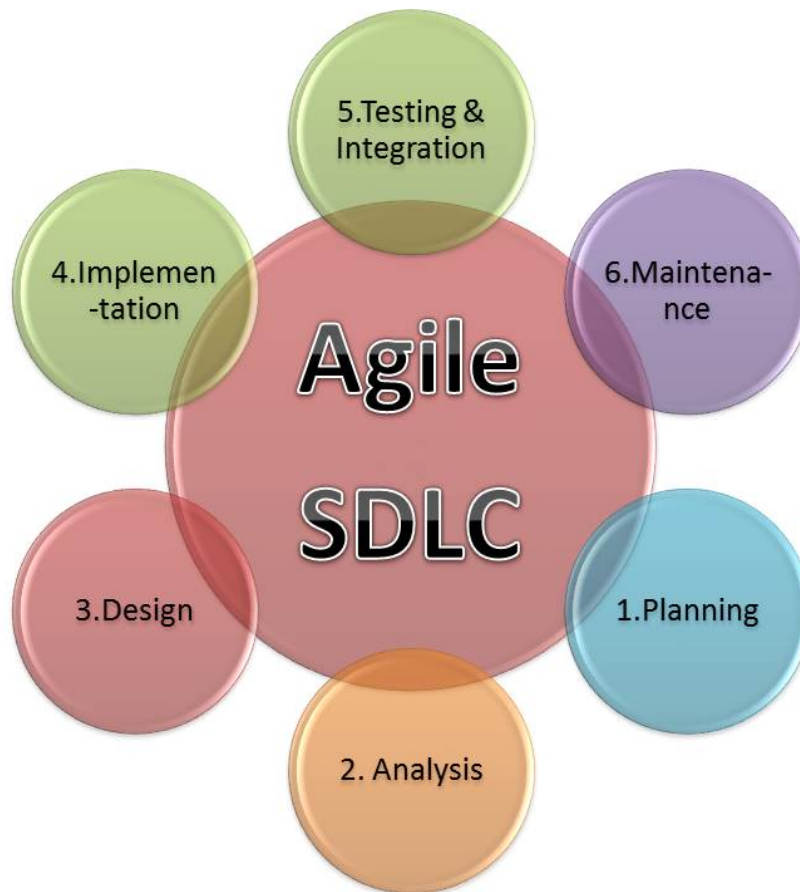 5.Testing &
Integration
4.Implemen
-tation
6.Maintena-
nce
Agile
SDLC
3.Design
1.Planning
2. Analysis